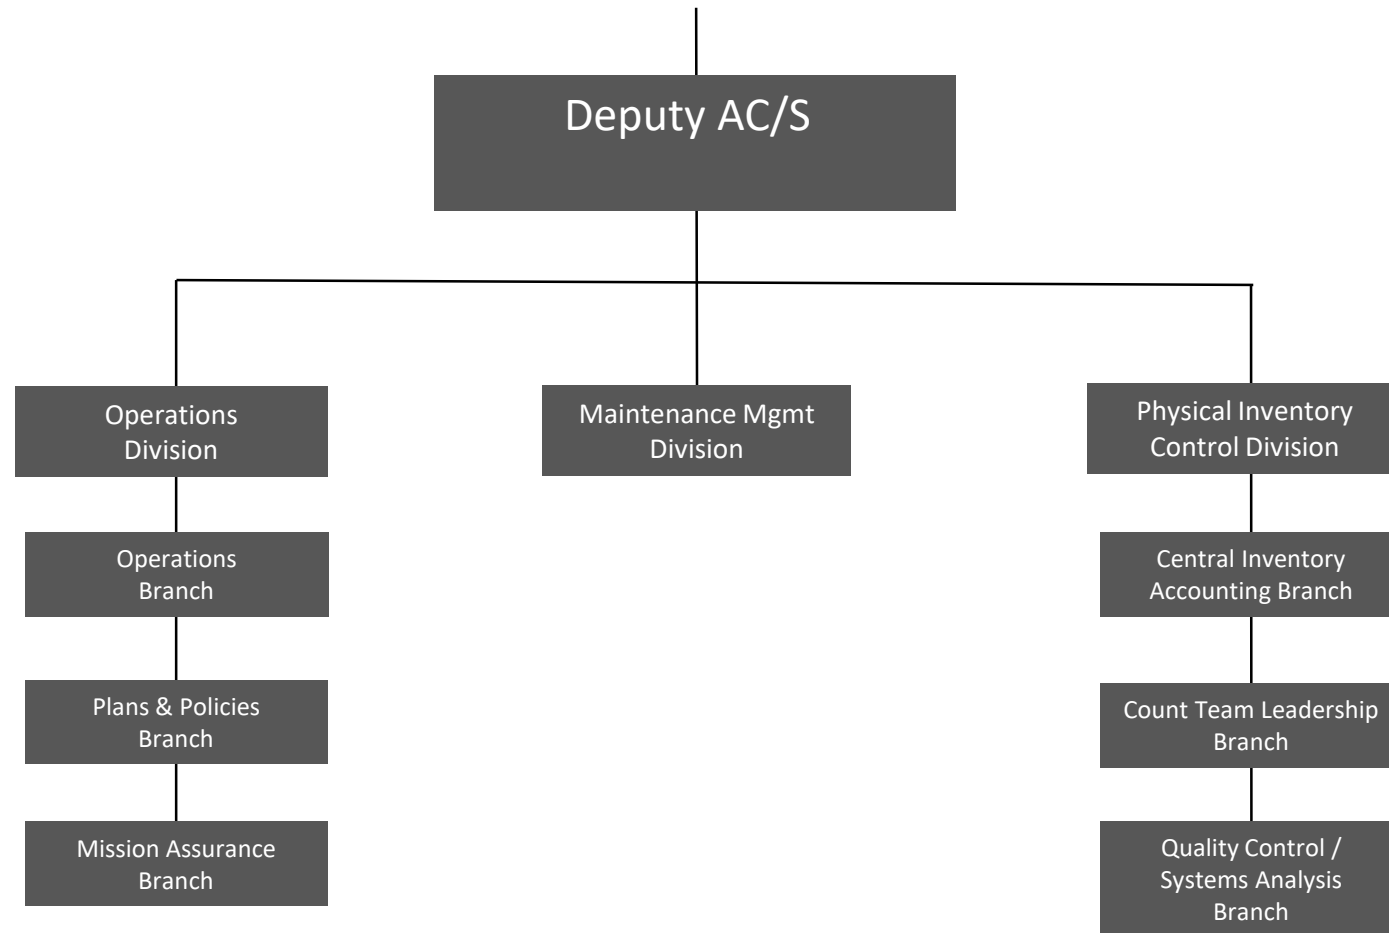 Deputy AC/S
Operations
Division
Maintenance Mgmt
Division
Physical Inventory
Control Division
Operations
Branch
Central Inventory
Accounting Branch
Plans & Policies
Branch
Count Team Leadership
Branch
Mission Assurance
Branch
Quality Control /
Systems Analysis
Branch